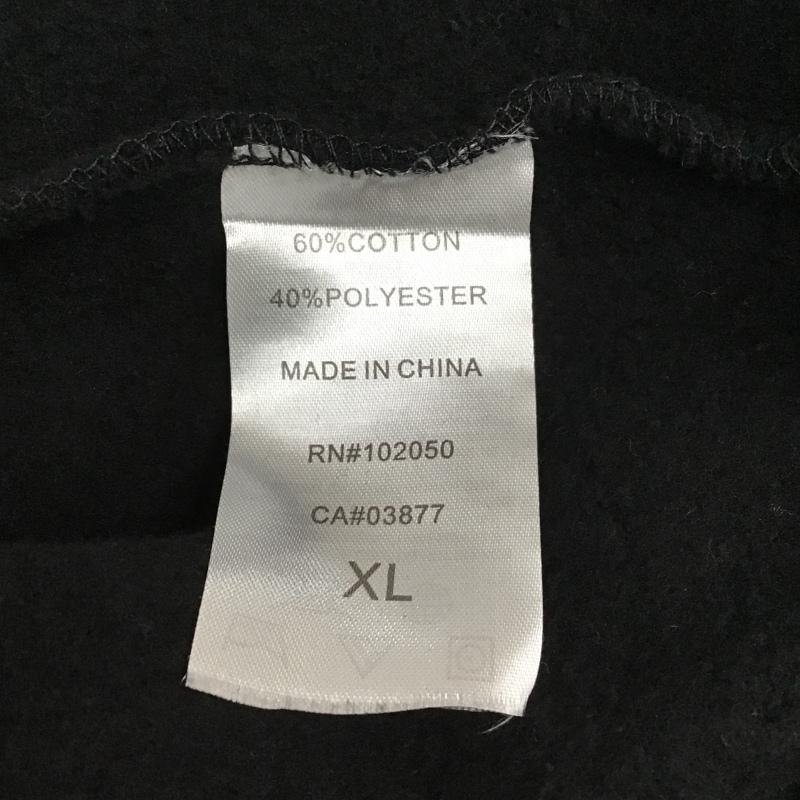 60%COTTON
40%POLYESTER
MADE IN CHINA
RN#102050
CA#03877
XL